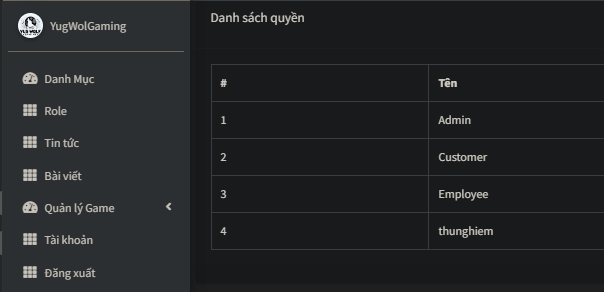 YugWolGaming
Danh Mục
Role
Tin tức
Bài viết
Quản lý Game
Tài khoản
Đăng xuất
Danh sách quyền
# Tên
1 Admin
2 Customer
3 Employee
4 thunghiem